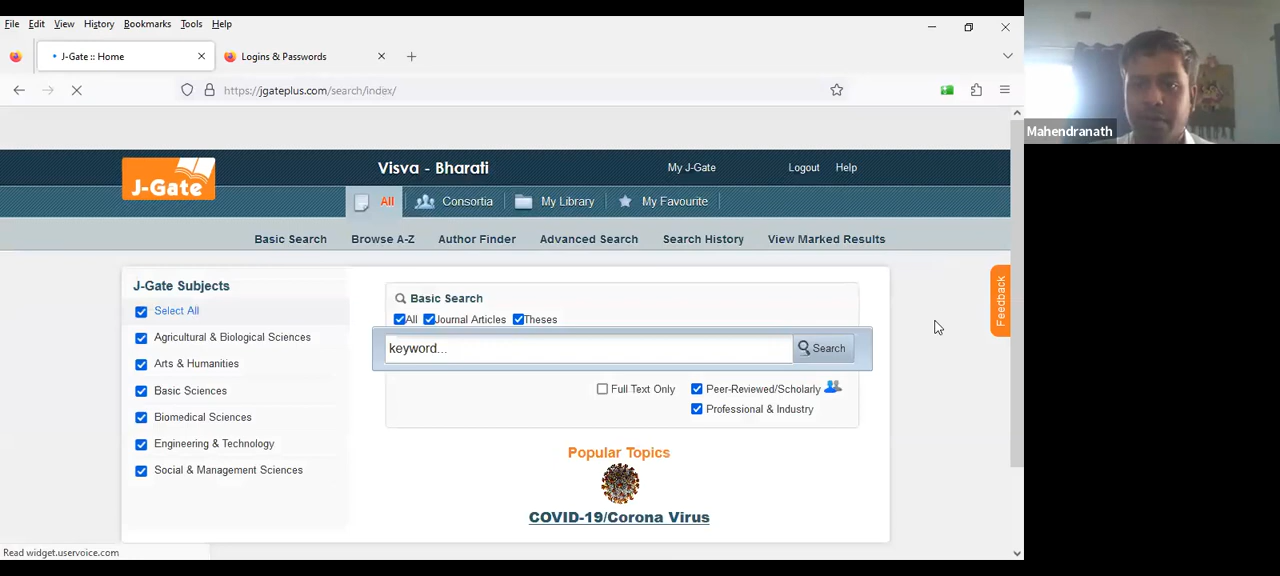 File Edit View History Bookmarks Tools Help
J-Gate :: Home
Logins & Passwords
https://jgateplus.com/search/index/
Mahendranath
J-Gate
Visva - Bharati
My J-Gate
Logout
Help
All
Consortia
My Library
My Favourite
Basic Search
Browse A-Z
Author Finder
Advanced Search
Search History
View Marked Results
J-Gate Subjects
Select All
Agricultural & Biological Sciences
Arts & Humanities
Basic Sciences
Biomedical Sciences
Engineering & Technology
Social & Management Sciences
Basic Search
All Journal Articles Theses
keyword...
Search
Full Text Only
Peer-Reviewed/Scholarly
Professional & Industry
Popular Topics
COVID-19/Corona Virus
Feedback
Read widget.uservoice.com